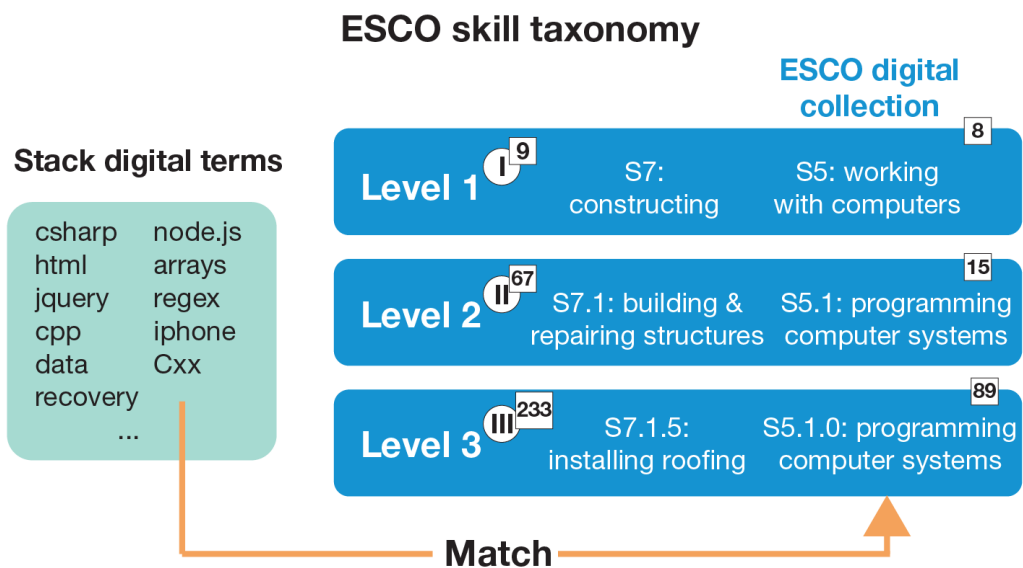 ESCO skill taxonomy
ESCO digital
collection
Stack digital terms
csharp node.js
html arrays
jquery regex
cpp iphone
data Cxx
recovery
...
Level 1 I 9
S7:
constructing
8
S5: working
with computers
Level 2 II 67
S7.1: building &
repairing structures
15
S5.1: programming
computer systems
Level 3 III 233
S7.1.5:
installing roofing
89
S5.1.0: programming
computer systems
Match